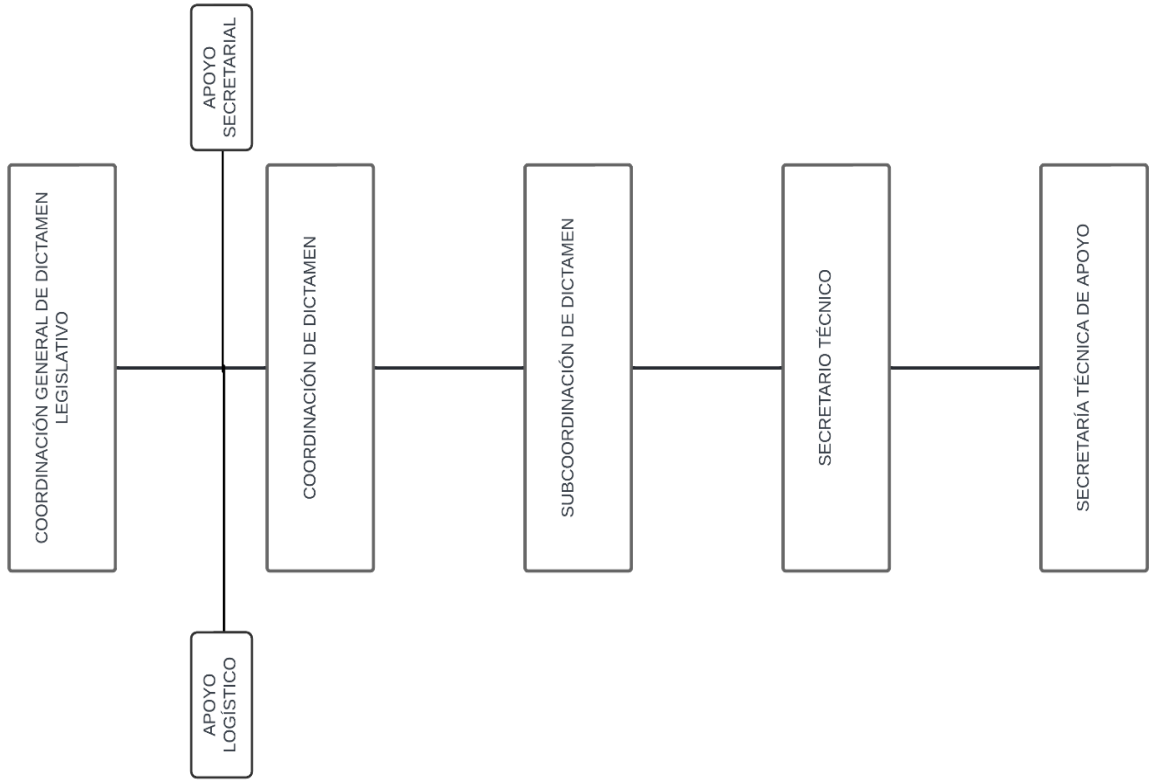 COORDINACIÓN GENERAL DE DICTAMEN
LEGISLATIVO
APOYO
LOGÍSTICO
APOYO
SECRETARIAL
COORDINACIÓN DE DICTAMEN
SUBCOORDINACIÓN DE DICTAMEN
SECRETARIO TÉCNICO
SECRETARÍA TÉCNICA DE APOYO